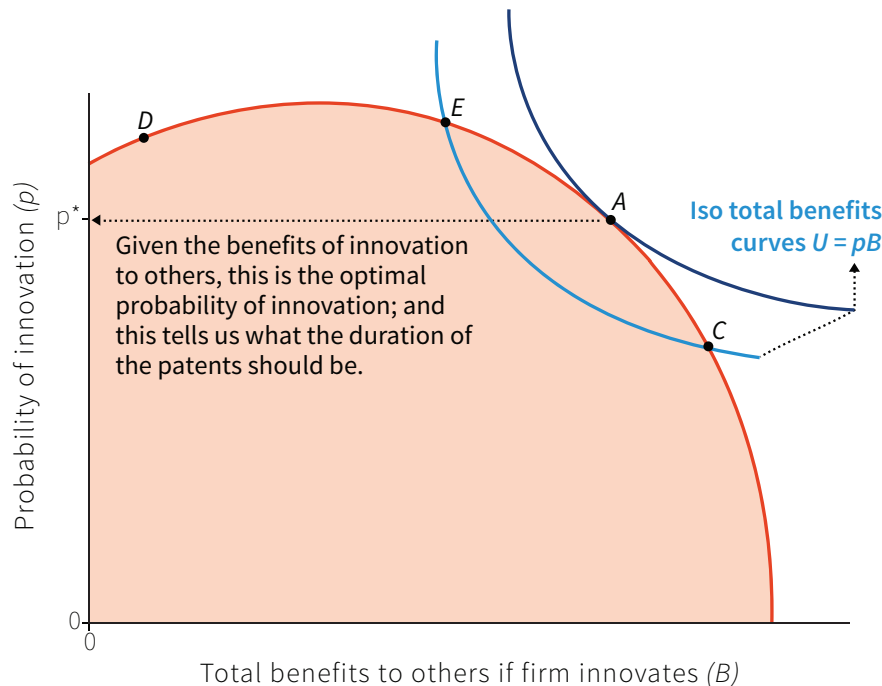 D
E
A
Iso total benefits
curves U = pB
p*
Given the benefits of innovation
to others, this is the optimal
probability of innovation; and
this tells us what the duration of
the patents should be.
C
Probability of innovation (p)
0
0
Total benefits to others if firm innovates (B)